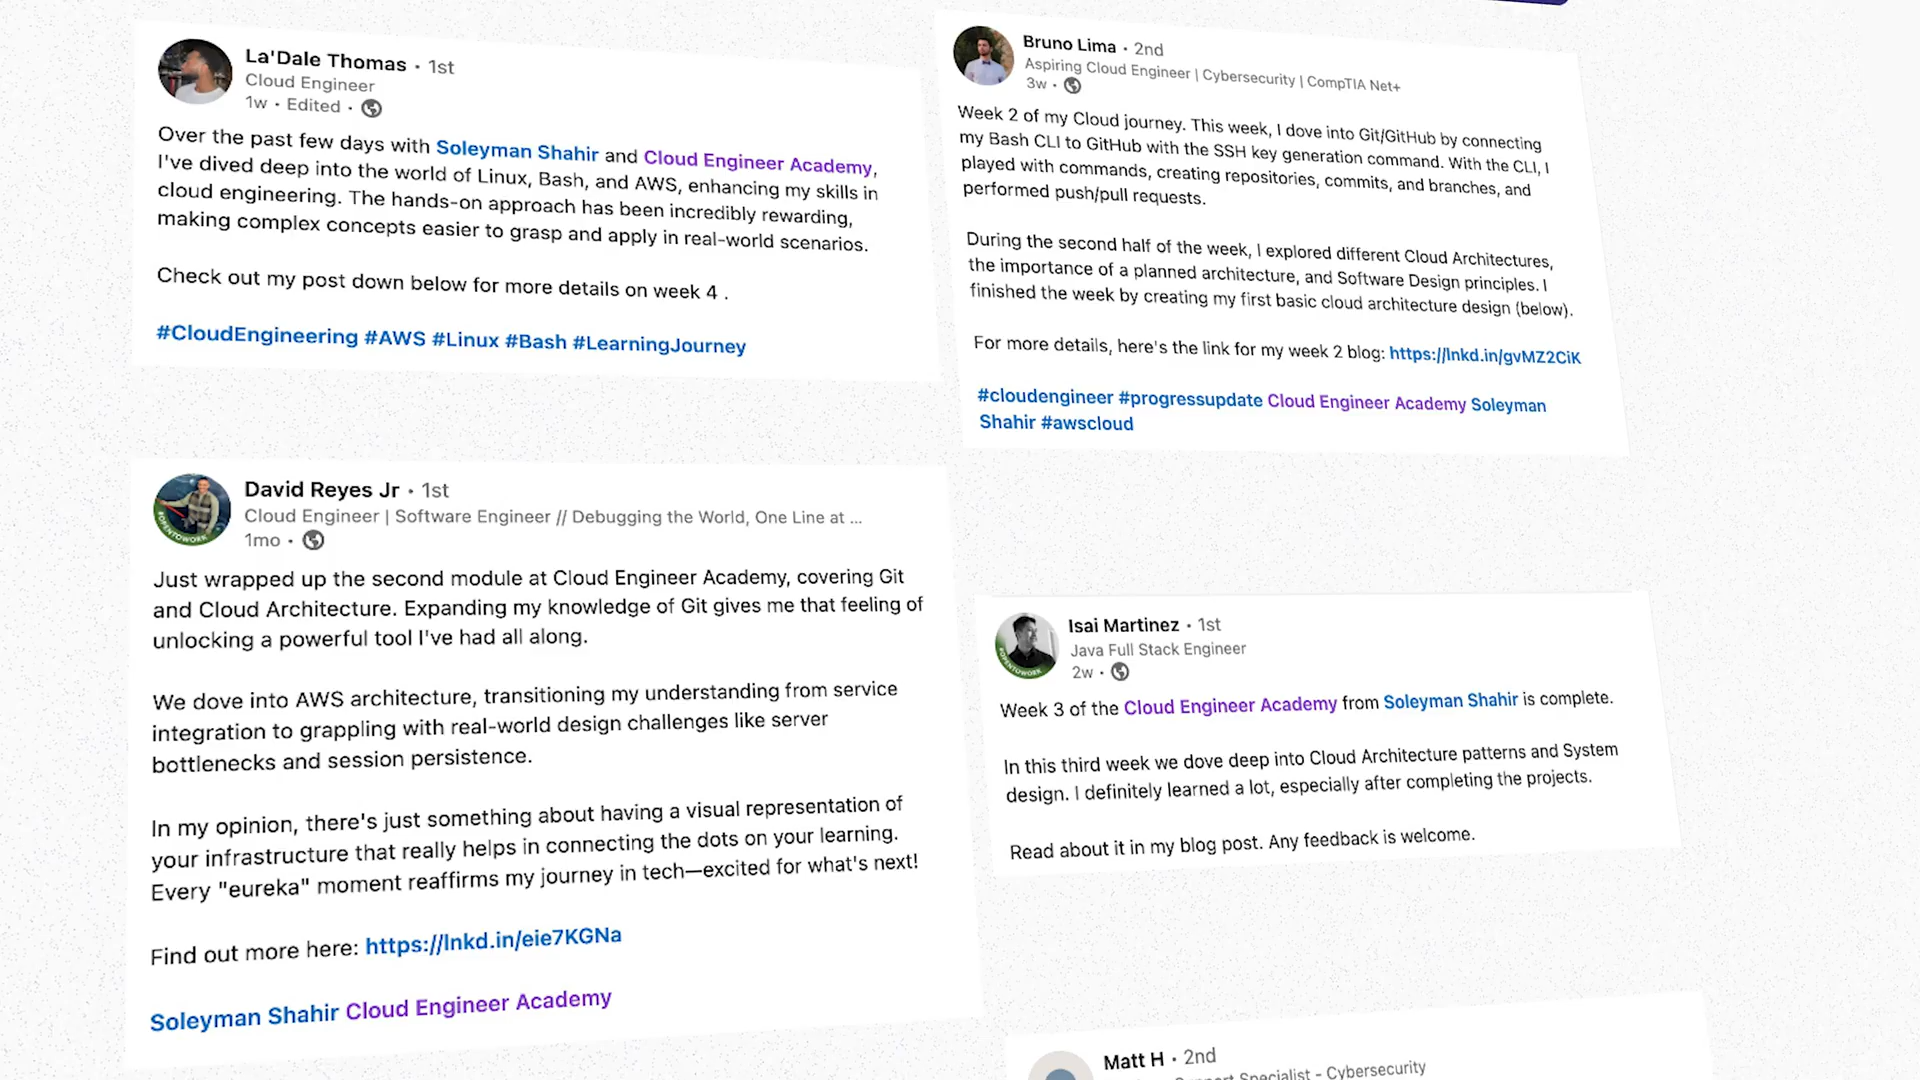 La'Dale Thomas • 1st
Cloud Engineer
1w • Edited •
Over the past few days with Soleyman Shahir and Cloud Engineer Academy,
I've dived deep into the world of Linux, Bash, and AWS, enhancing my skills in
cloud engineering. The hands-on approach has been incredibly rewarding,
making complex concepts easier to grasp and apply in real-world scenarios.
Check out my post down below for more details on week 4 .
#CloudEngineering #AWS #Linux #Bash #LearningJourney
Bruno Lima • 2nd
Aspiring Cloud Engineer | Cybersecurity | CompTIA Net+
3w •
Week 2 of my Cloud journey. This week, I dove into Git/GitHub by connecting
my Bash CLI to GitHub with the SSH key generation command. With the CLI, I
played with commands, creating repositories, commits, and branches, and
performed push/pull requests.
During the second half of the week, I explored different Cloud Architectures,
the importance of a planned architecture, and Software Design principles. I
finished the week by creating my first basic cloud architecture design (below).
For more details, here's the link for my week 2 blog: https://lnkd.in/gvMZ2CiK
#cloudengineer #progressupdate Cloud Engineer Academy Soleyman
Shahir #awscloud
David Reyes Jr • 1st
Cloud Engineer | Software Engineer // Debugging the World, One Line at ...
1mo •
#OPENTOWORK
Just wrapped up the second module at Cloud Engineer Academy, covering Git
and Cloud Architecture. Expanding my knowledge of Git gives me that feeling of
unlocking a powerful tool I've had all along.
We dove into AWS architecture, transitioning my understanding from service
integration to grappling with real-world design challenges like server
bottlenecks and session persistence.
In my opinion, there's just something about having a visual representation of
your infrastructure that really helps in connecting the dots on your learning.
Every "eureka" moment reaffirms my journey in tech—excited for what's next!
Find out more here: https://lnkd.in/eie7KGNa
Soleyman Shahir Cloud Engineer Academy
Isai Martinez • 1st
Java Full Stack Engineer
2w •
#OPENTOWORK
Week 3 of the Cloud Engineer Academy from Soleyman Shahir is complete.
In this third week we dove deep into Cloud Architecture patterns and System
design. I definitely learned a lot, especially after completing the projects.
Read about it in my blog post. Any feedback is welcome.
Matt H • 2nd
Support Specialist - Cybersecurity